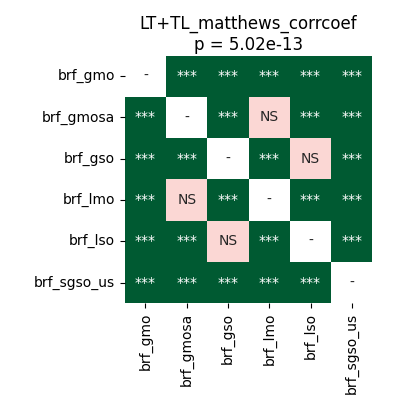 LT+TL_matthews_corrcoef
p = 5.02e-13
brf_gmo - *** *** *** *** ***
brf_gmosa *** - *** NS *** ***
brf_gso *** *** - *** NS ***
brf_lmo *** NS *** - *** ***
brf_lso *** *** NS *** - ***
brf_sgso_us *** *** *** *** *** -
brf_gmo
brf_gmosa
brf_gso
brf_lmo
brf_lso
brf_sgso_us